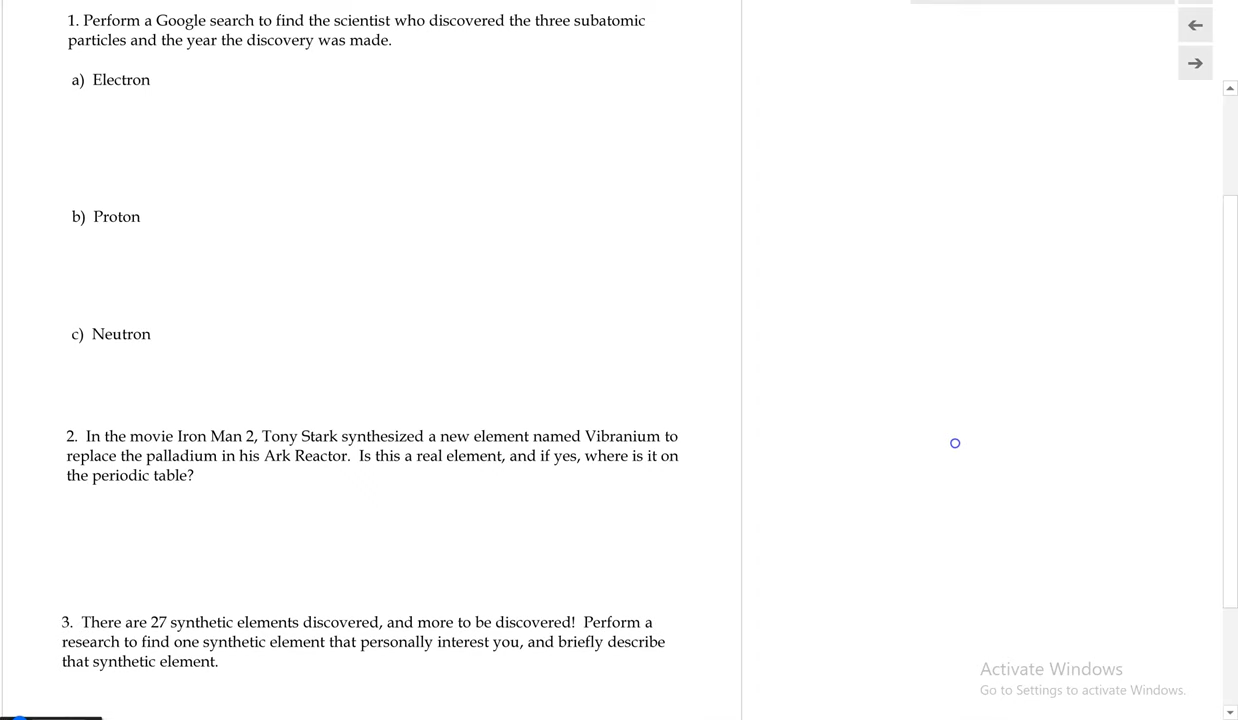 1. Perform a Google search to find the scientist who discovered the three subatomic
particles and the year the discovery was made.
a) Electron
b) Proton
c) Neutron
2. In the movie Iron Man 2, Tony Stark synthesized a new element named Vibranium to
replace the palladium in his Ark Reactor. Is this a real element, and if yes, where is it on
the periodic table?
3. There are 27 synthetic elements discovered, and more to be discovered! Perform a
research to find one synthetic element that personally interest you, and briefly describe
that synthetic element.
Activate Windows
Go to Settings to activate Windows.